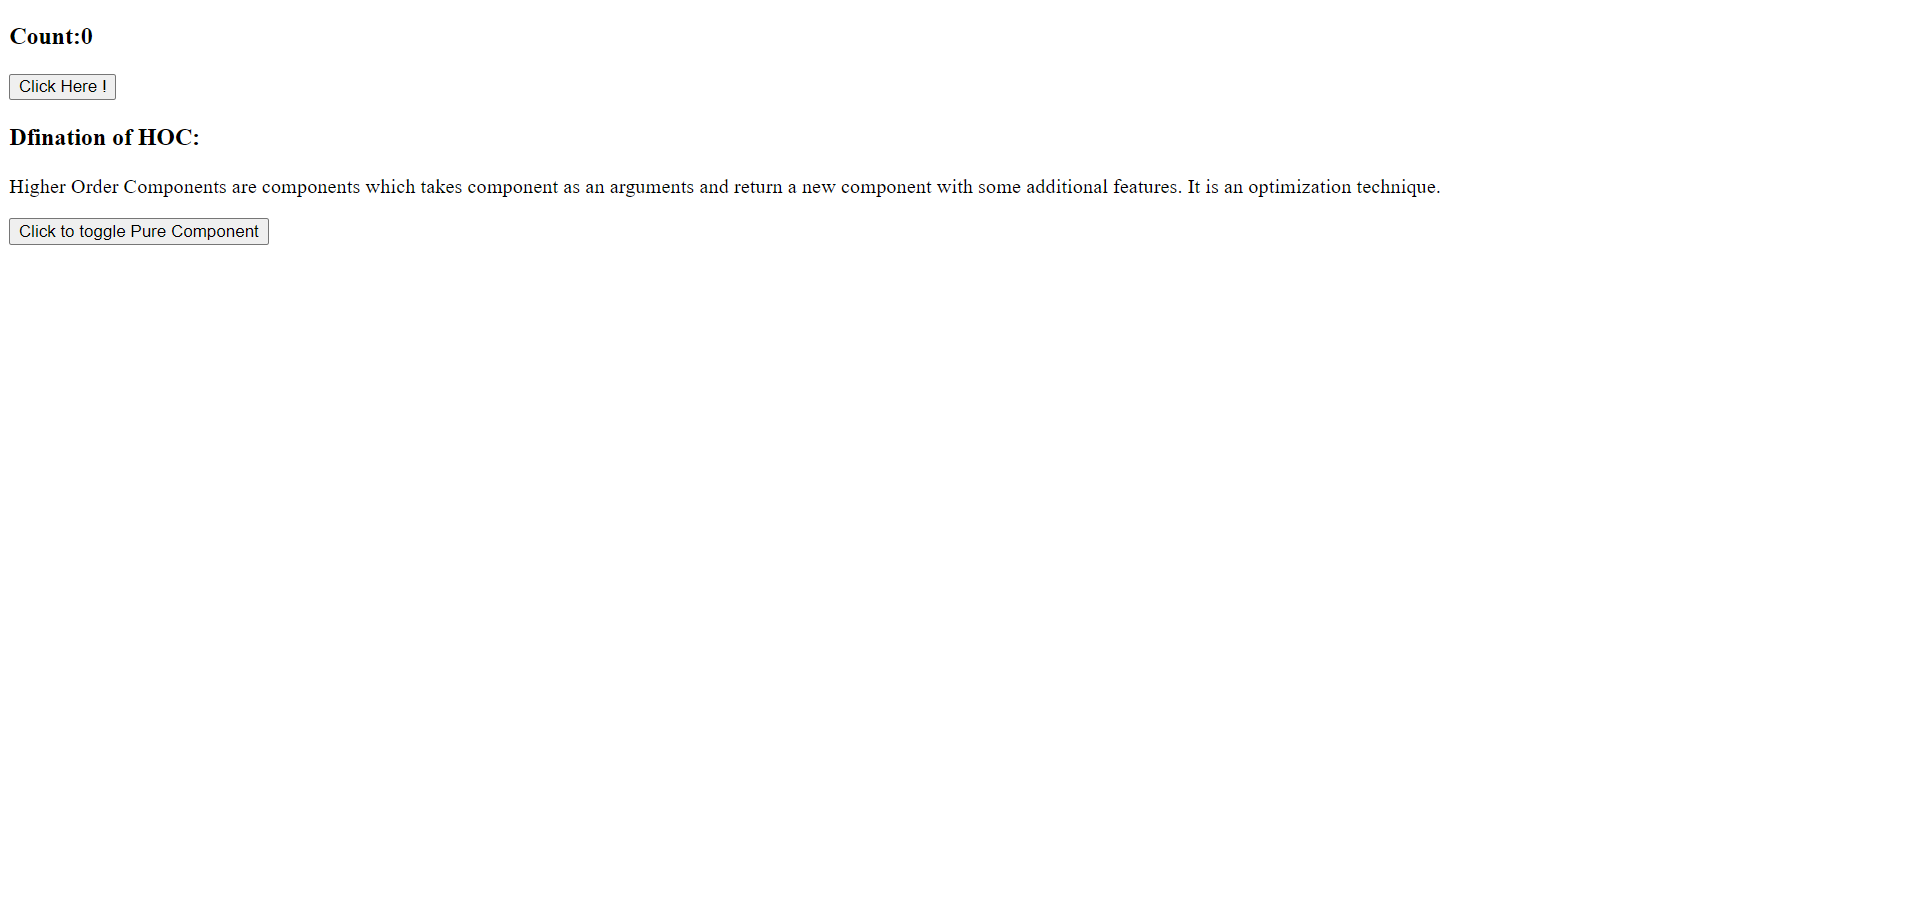 Count:0
Click Here !
Dfination of HOC:
Higher Order Components are components which takes component as an arguments and return a new component with some additional features. It is an optimization technique.
Click to toggle Pure Component